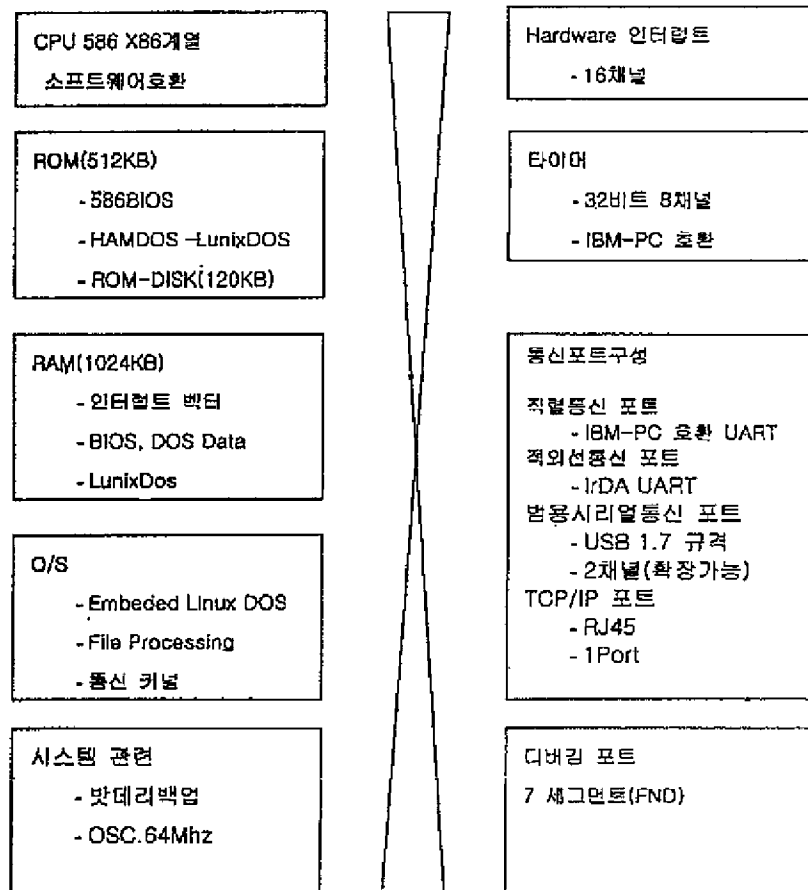 CPU 586 X86계열
소프트웨어호환
ROM(512KB)
- 586BIOS
- HAMDOS –LunixDOS
- ROM-DISK(120KB)
RAM(1024KB)
- 인터럽트 벡터
- BIOS, DOS Data
- LunixDos
O/S
- Embeded Linux DOS
- File Processing
- 통신 커널
시스템 관련
- 밧데리백업
- OSC.64Mhz
Hardware 인터럽트
- 16채널
타이머
- 32비트 8채널
- IBM-PC 호환
통신포트구성
직렬통신 포트
- IBM-PC 호환 UART
적외선통신 포트
- IrDA UART
범용시리얼통신 포트
- USB 1.7 규격
- 2채널(확장가능)
TCP/IP 포트
- RJ45
- 1Port
디버깅 포트
7 세그먼트(FND)